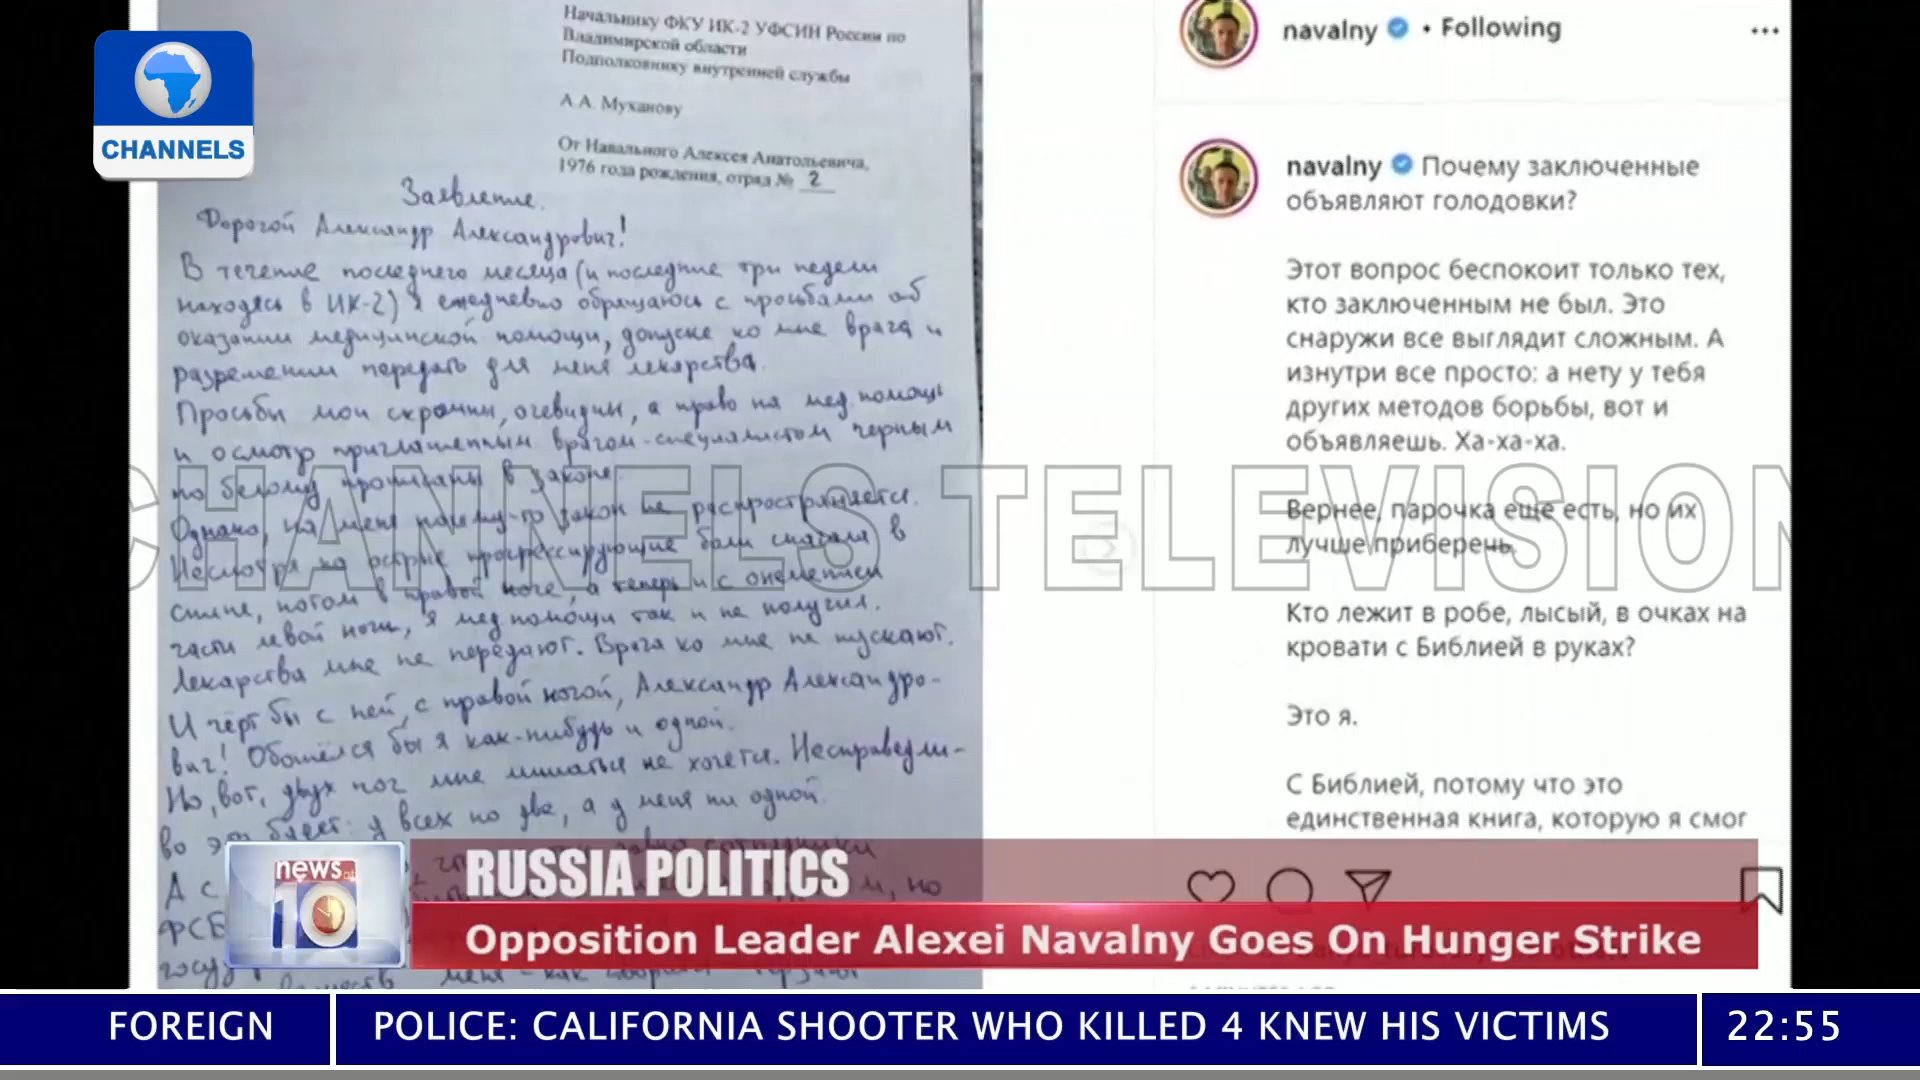 Начальнику ФКУ ИК-2 УФСИН России по
Владимирской области
Подполковнику внутренней службы
А.А. Муханову
От Навального Алексея Анатольевича,
1976 года рождения, отряд № 2
Заявление.
Дорогой Александр Александрович!
В течение последнего месяца (и последние три недели
находясь в ИК-2) я ежедневно обращаюсь с просьбами об
оказании медицинской помощи, допуске ко мне врача и
разрешении передать для меня лекарства.
Просьбы мои скромны, очевидны, а право на мед помощь
и осмотр приглашенным врачом-специалистом черным
по белому прописаны в законе.
Однако, на меня почему-то закон не распространяется.
Несмотря на острые прогрессирующие боли сначала в
спине, потом в правой ноге, а теперь и с онемением
части левой ноги, я мед помощи так и не получил.
Лекарства мне не передают. Врача ко мне не пускают.
И чёрт бы с ней, с правой ногой, Александр Александро-
вич! Обошёлся бы я как-нибудь и одной.
Но, вот, двух ног мне лишаться не хочется. Несправедли-
во это будет: у всех по две, а у меня ни одной.
А с
ФСБ
госуд
меня - как
CHANNELS
navalny • Following
navalny Почему заключенные
объявляют голодовки?
Этот вопрос беспокоит только тех,
кто заключенным не был. Это
снаружи все выглядит сложным. А
изнутри все просто: а нету у тебя
других методов борьбы, вот и
объявляешь. Ха-ха-ха.
Вернее, парочка еще есть, но их
лучше приберечь.
Кто лежит в робе, лысый, в очках на
кровати с Библией в руках?
Это я.
С Библией, потому что это
единственная книга, которую я смог
CHANNELS TELEVISION
news at
10
RUSSIA POLITICS
Opposition Leader Alexei Navalny Goes On Hunger Strike
FOREIGN
POLICE: CALIFORNIA SHOOTER WHO KILLED 4 KNEW HIS VICTIMS
22:55